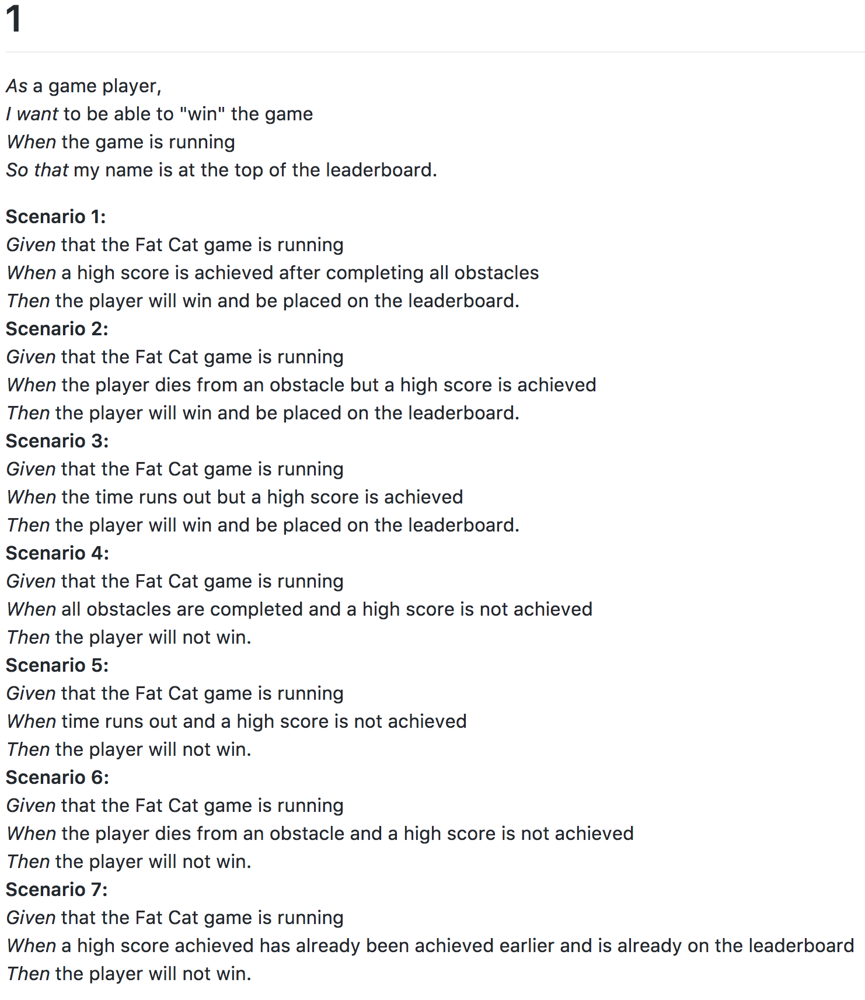 1
As a game player,
I want to be able to "win" the game
When the game is running
So that my name is at the top of the leaderboard.
Scenario 1:
Given that the Fat Cat game is running
When a high score is achieved after completing all obstacles
Then the player will win and be placed on the leaderboard.
Scenario 2:
Given that the Fat Cat game is running
When the player dies from an obstacle but a high score is achieved
Then the player will win and be placed on the leaderboard.
Scenario 3:
Given that the Fat Cat game is running
When the time runs out but a high score is achieved
Then the player will win and be placed on the leaderboard.
Scenario 4:
Given that the Fat Cat game is running
When all obstacles are completed and a high score is not achieved
Then the player will not win.
Scenario 5:
Given that the Fat Cat game is running
When time runs out and a high score is not achieved
Then the player will not win.
Scenario 6:
Given that the Fat Cat game is running
When the player dies from an obstacle and a high score is not achieved
Then the player will not win.
Scenario 7:
Given that the Fat Cat game is running
When a high score achieved has already been achieved earlier and is already on the leaderboard
Then the player will not win.